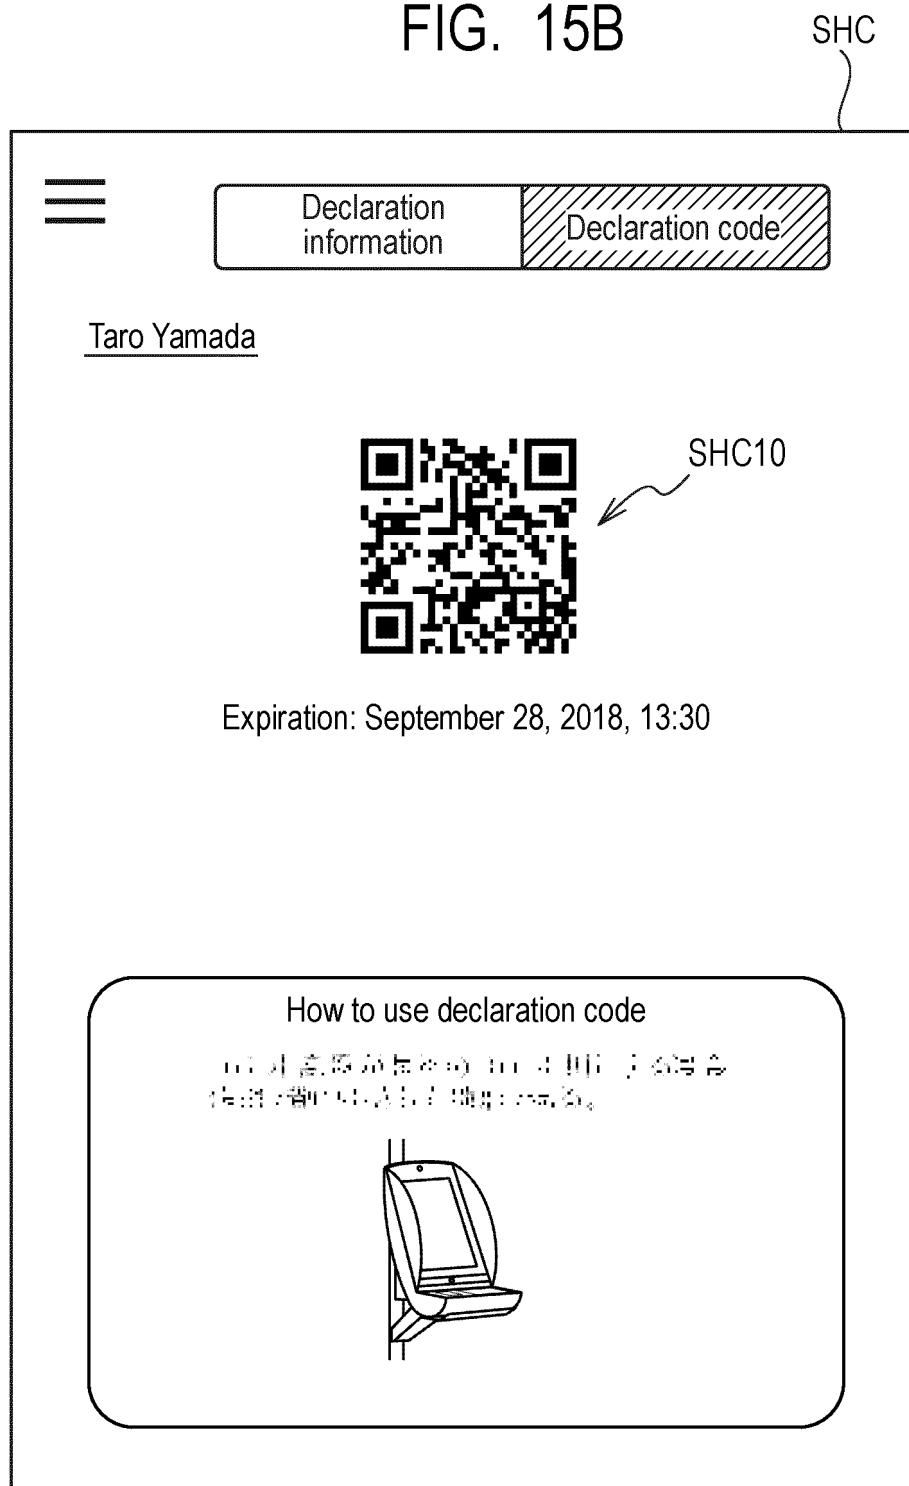 FIG. 15B
SHC
Declaration
information
Declaration code
Taro Yamada
SHC10
Expiration: September 28, 2018, 13:30
How to use declaration code